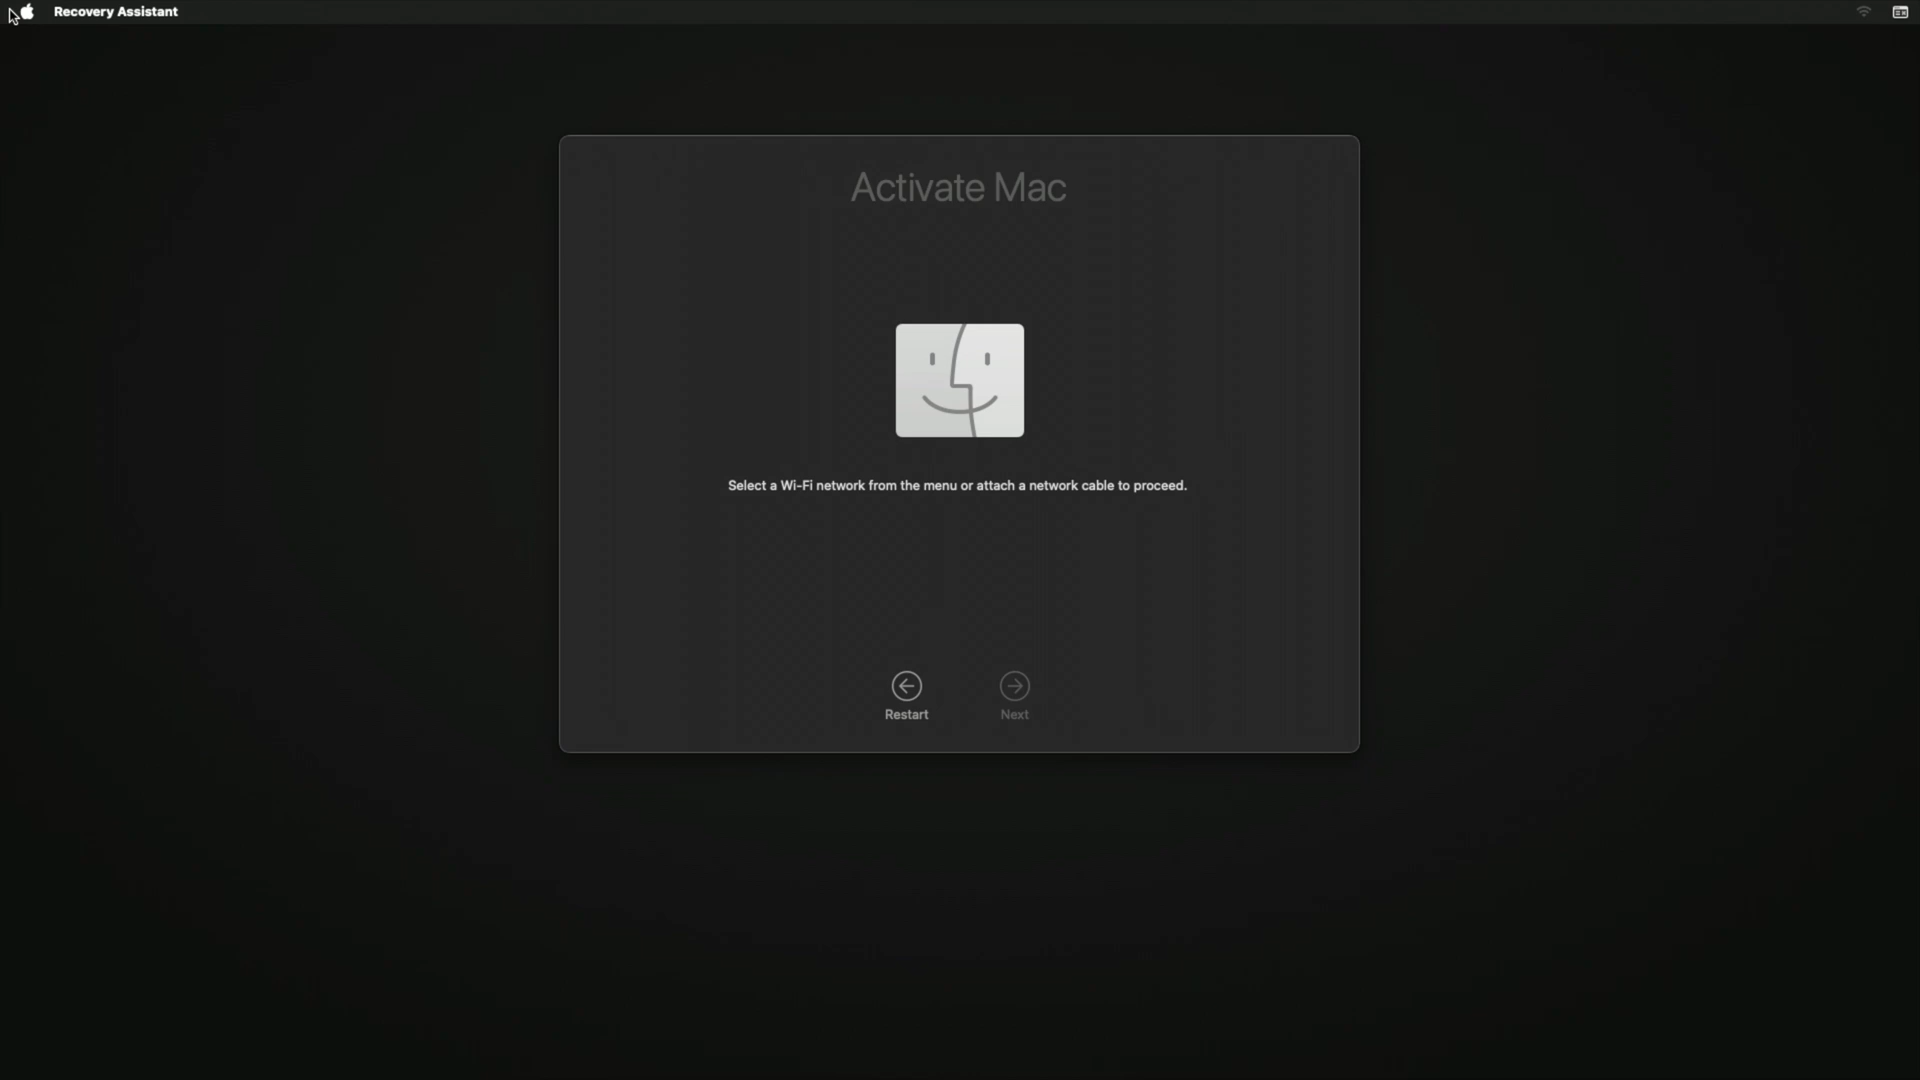 Recovery Assistant
Activate Mac
Select a Wi-Fi network from the menu or attach a network cable to proceed.
Restart
Next